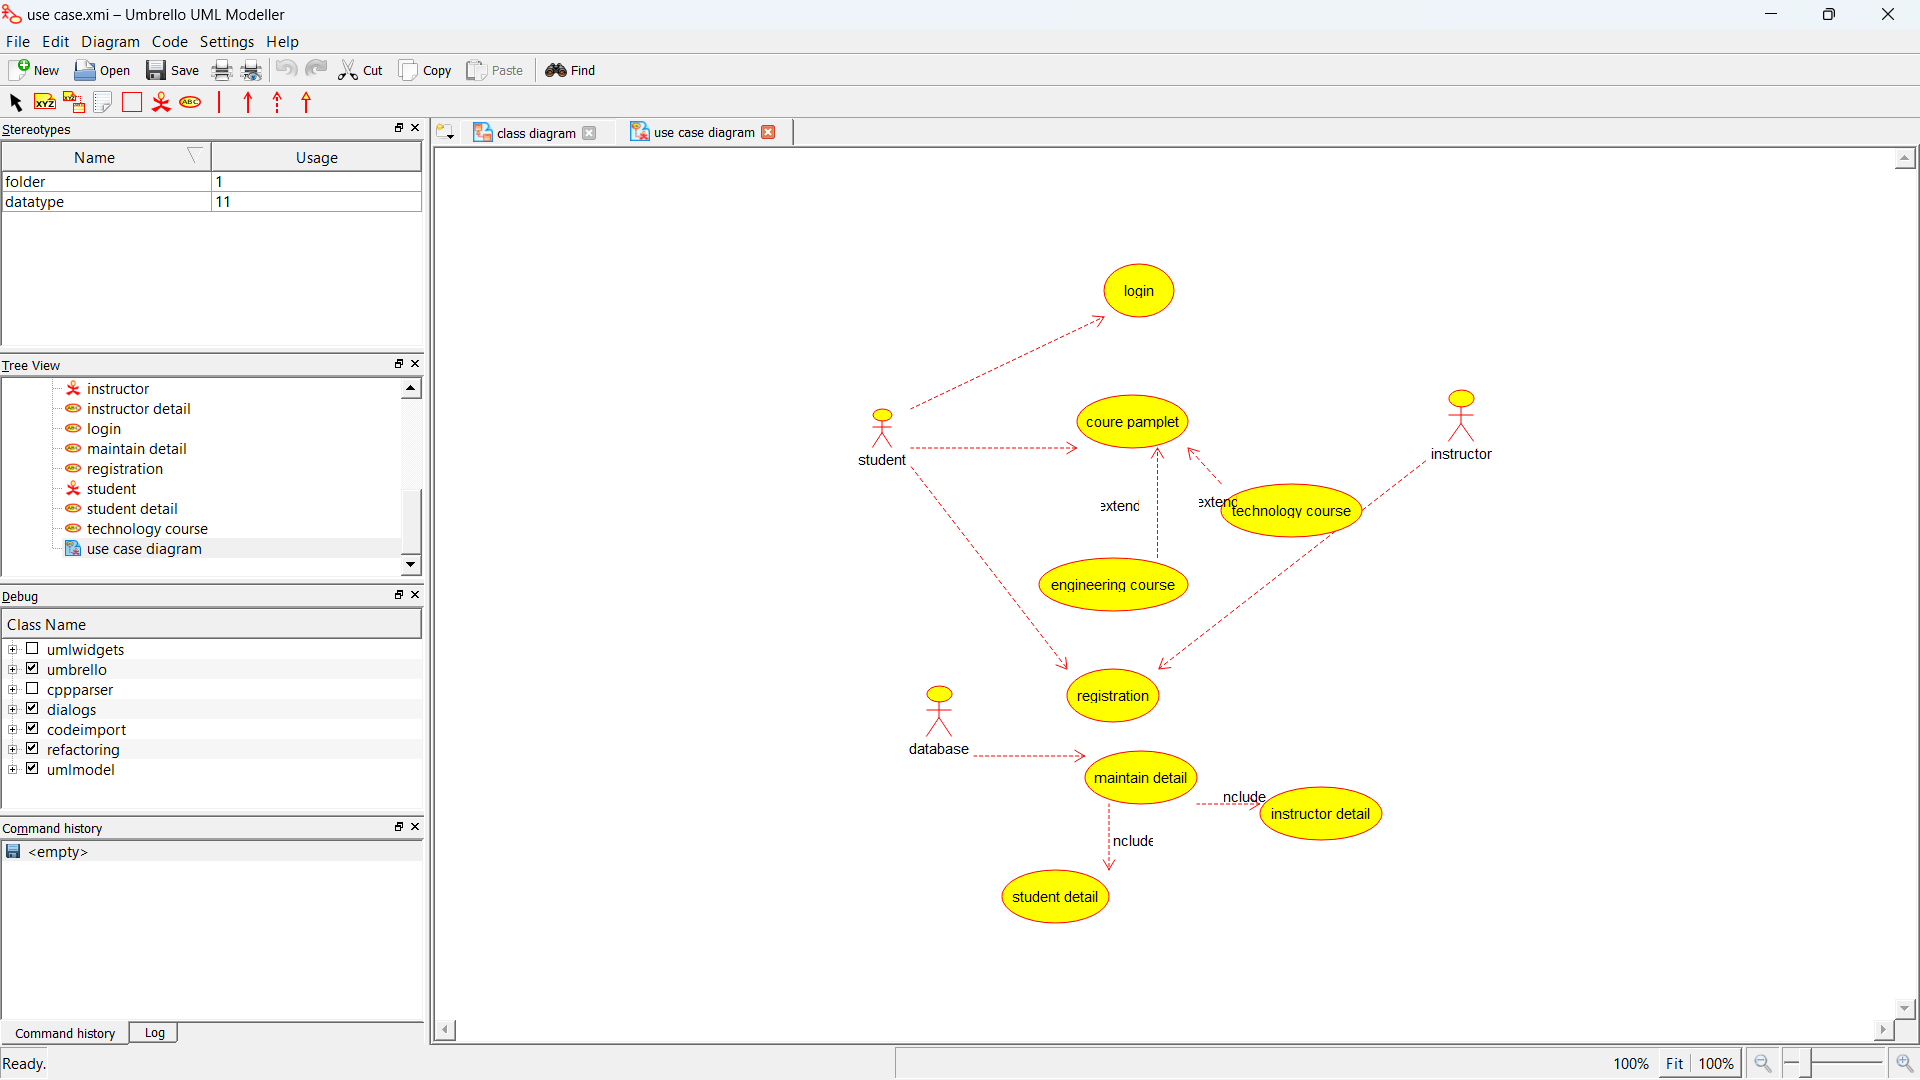 use case.xmi – Umbrello UML Modeller
File Edit Diagram Code Settings Help
New Open Save Cut Copy Paste Find
XYZ XYZ ABC
Stereotypes
Name Usage
folder 1
datatype 11
Tree View
instructor
instructor detail
login
maintain detail
registration
student
student detail
technology course
use case diagram
Debug
Class Name
umlwidgets
umbrello
cppparser
dialogs
codeimport
refactoring
umlmodel
Command history
<empty>
Command history Log
Ready.
class diagram use case diagram
login
coure pamplet
student
instructor
extend
extend
technology course
engineering course
registration
database
maintain detail
nclude
instructor detail
nclude
student detail
100% Fit 100%